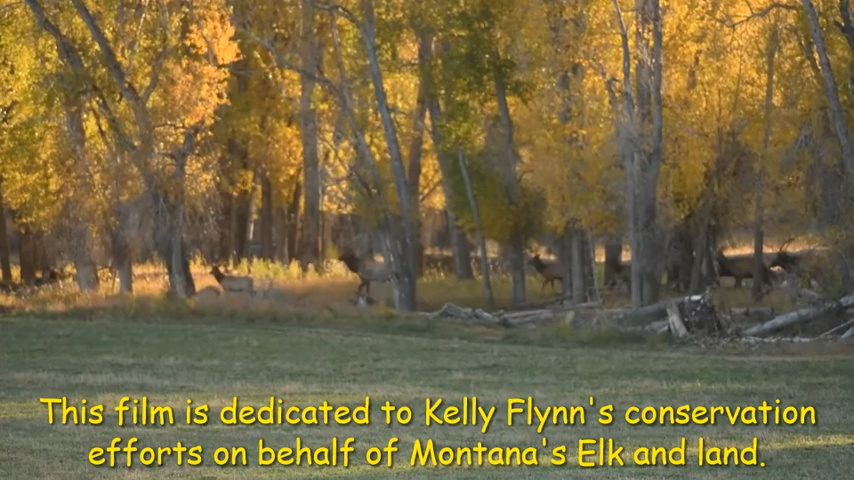 This film is dedicated to Kelly Flynn's conservation
efforts on behalf of Montana's Elk and land.